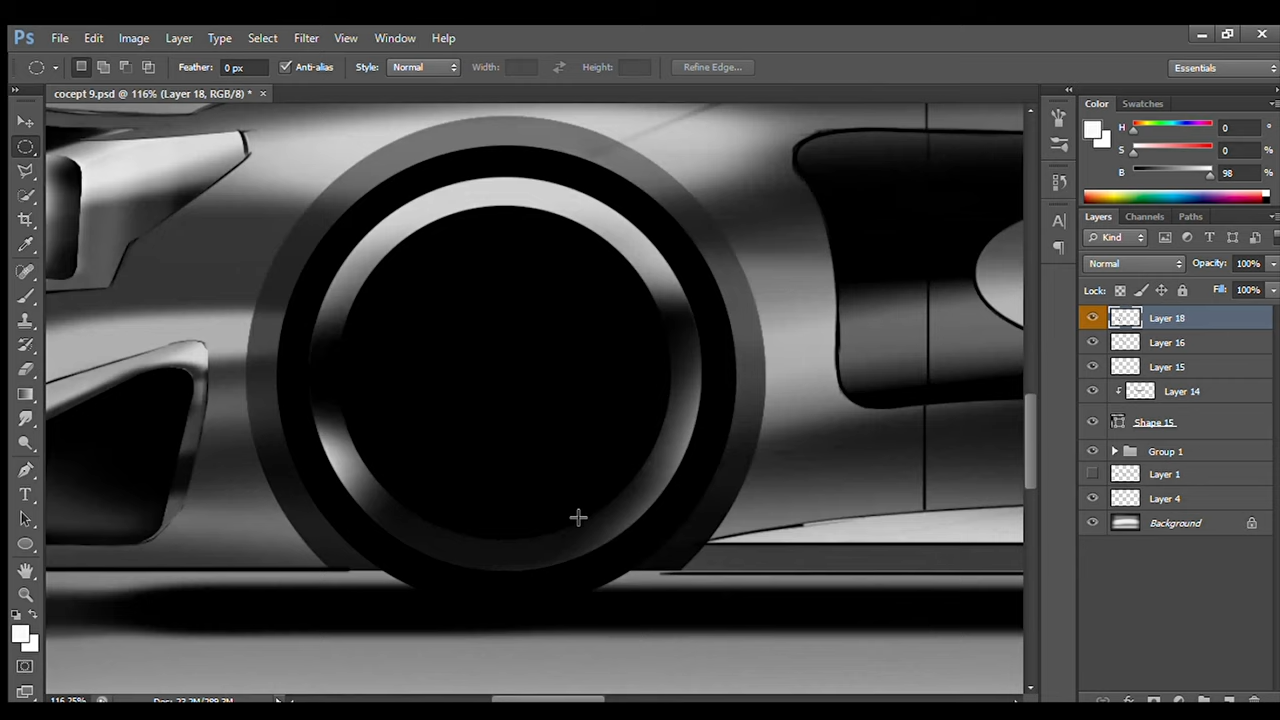 Ps File Edit Image Layer Type Select Filter View Window Help
Feather: 0 px Anti-alias Style: Normal Width: Height: Refine Edge... Essentials
cocept 9.psd @ 116% (Layer 18, RGB/8) * ×
Color Swatches
H 0 °
S 0 %
B 98 %
Layers Channels Paths
Kind
Normal Opacity: 100%
Lock: Fill: 100%
Layer 18
Layer 16
Layer 15
Layer 14
Shape 15
Group 1
Layer 1
Layer 4
Background
116.25%